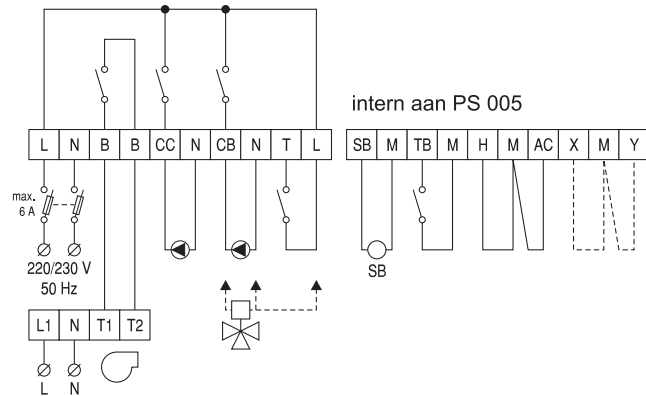 intern aan PS 005
L N B B CC N CB N T L
SB M TB M H M AC X M Y
max.
6 A
SB
220/230 V
50 Hz
L1 N T1 T2
L N